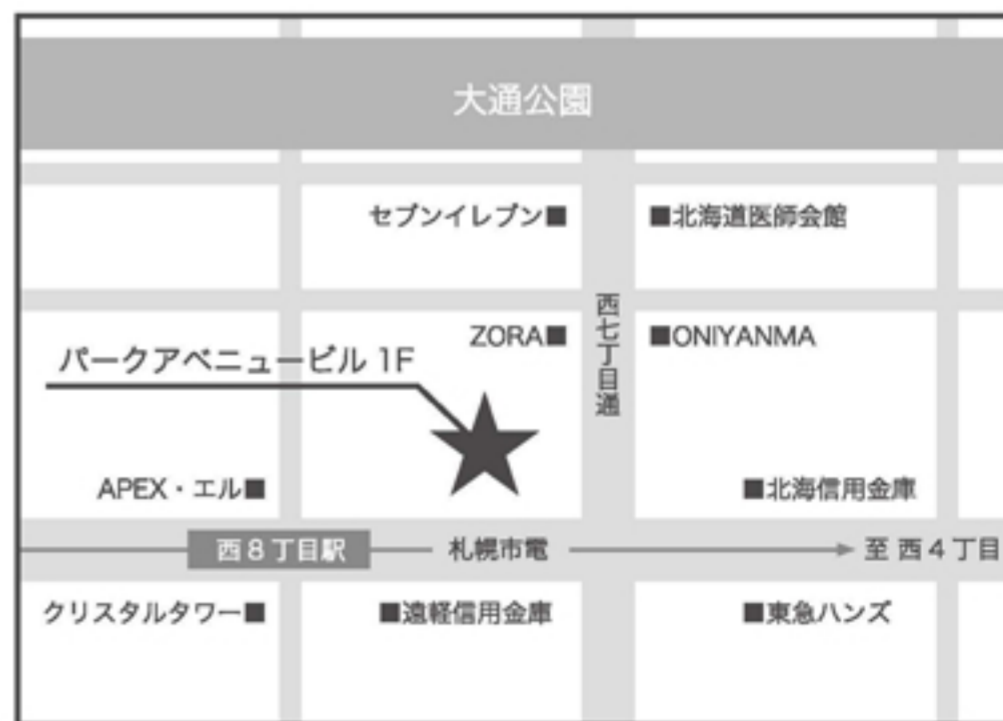 大通公園
セブンイレブン■
■北海道医師会館
ZORA■
西七丁目通
■ONIYANMA
パークアベニュービル 1F
APEX・エル■
■北海信用金庫
西8丁目駅
札幌市電
至 西4丁目
クリスタルタワー■
■遠軽信用金庫
■東急ハンズ